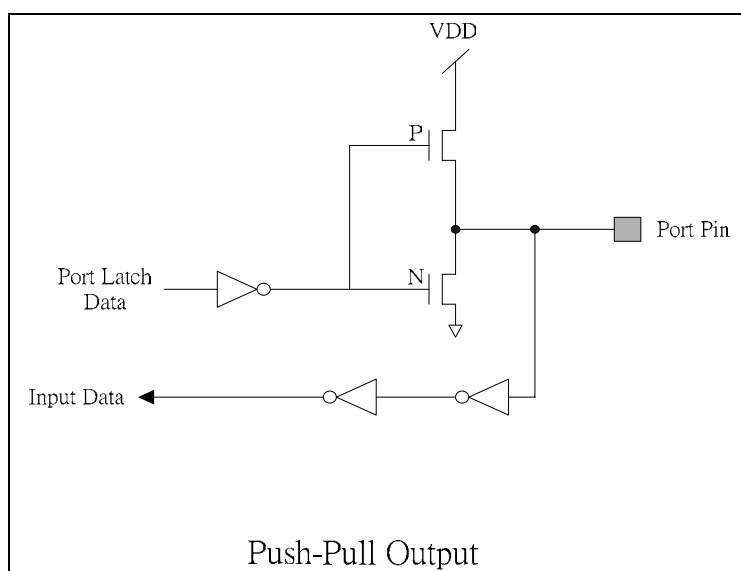 VDD
P
Port Pin
N
Port Latch
Data
Input Data
Push-Pull Output